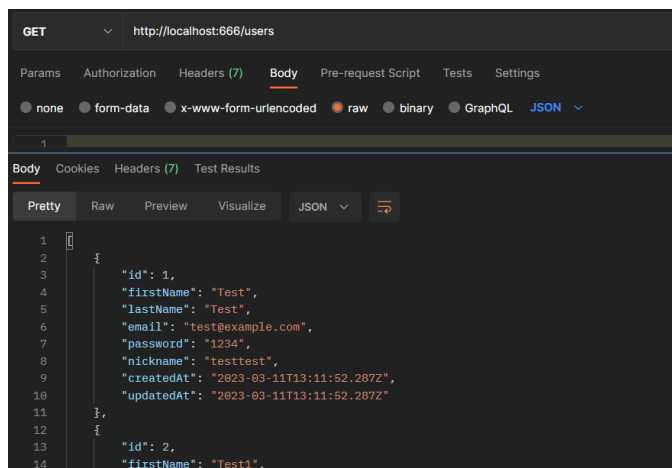 GET http://localhost:666/users
Params Authorization Headers (7) Body Pre-request Script Tests Settings
none form-data x-www-form-urlencoded raw binary GraphQL JSON
1
Body Cookies Headers (7) Test Results
Pretty Raw Preview Visualize JSON
1 [
2 {
3 "id": 1,
4 "firstName": "Test",
5 "lastName": "Test",
6 "email": "test@example.com",
7 "password": "1234",
8 "nickname": "testtest",
9 "createdAt": "2023-03-11T13:11:52.287Z",
10 "updatedAt": "2023-03-11T13:11:52.287Z"
11 },
12 {
13 "id": 2,
14 "firstName": "Test1",